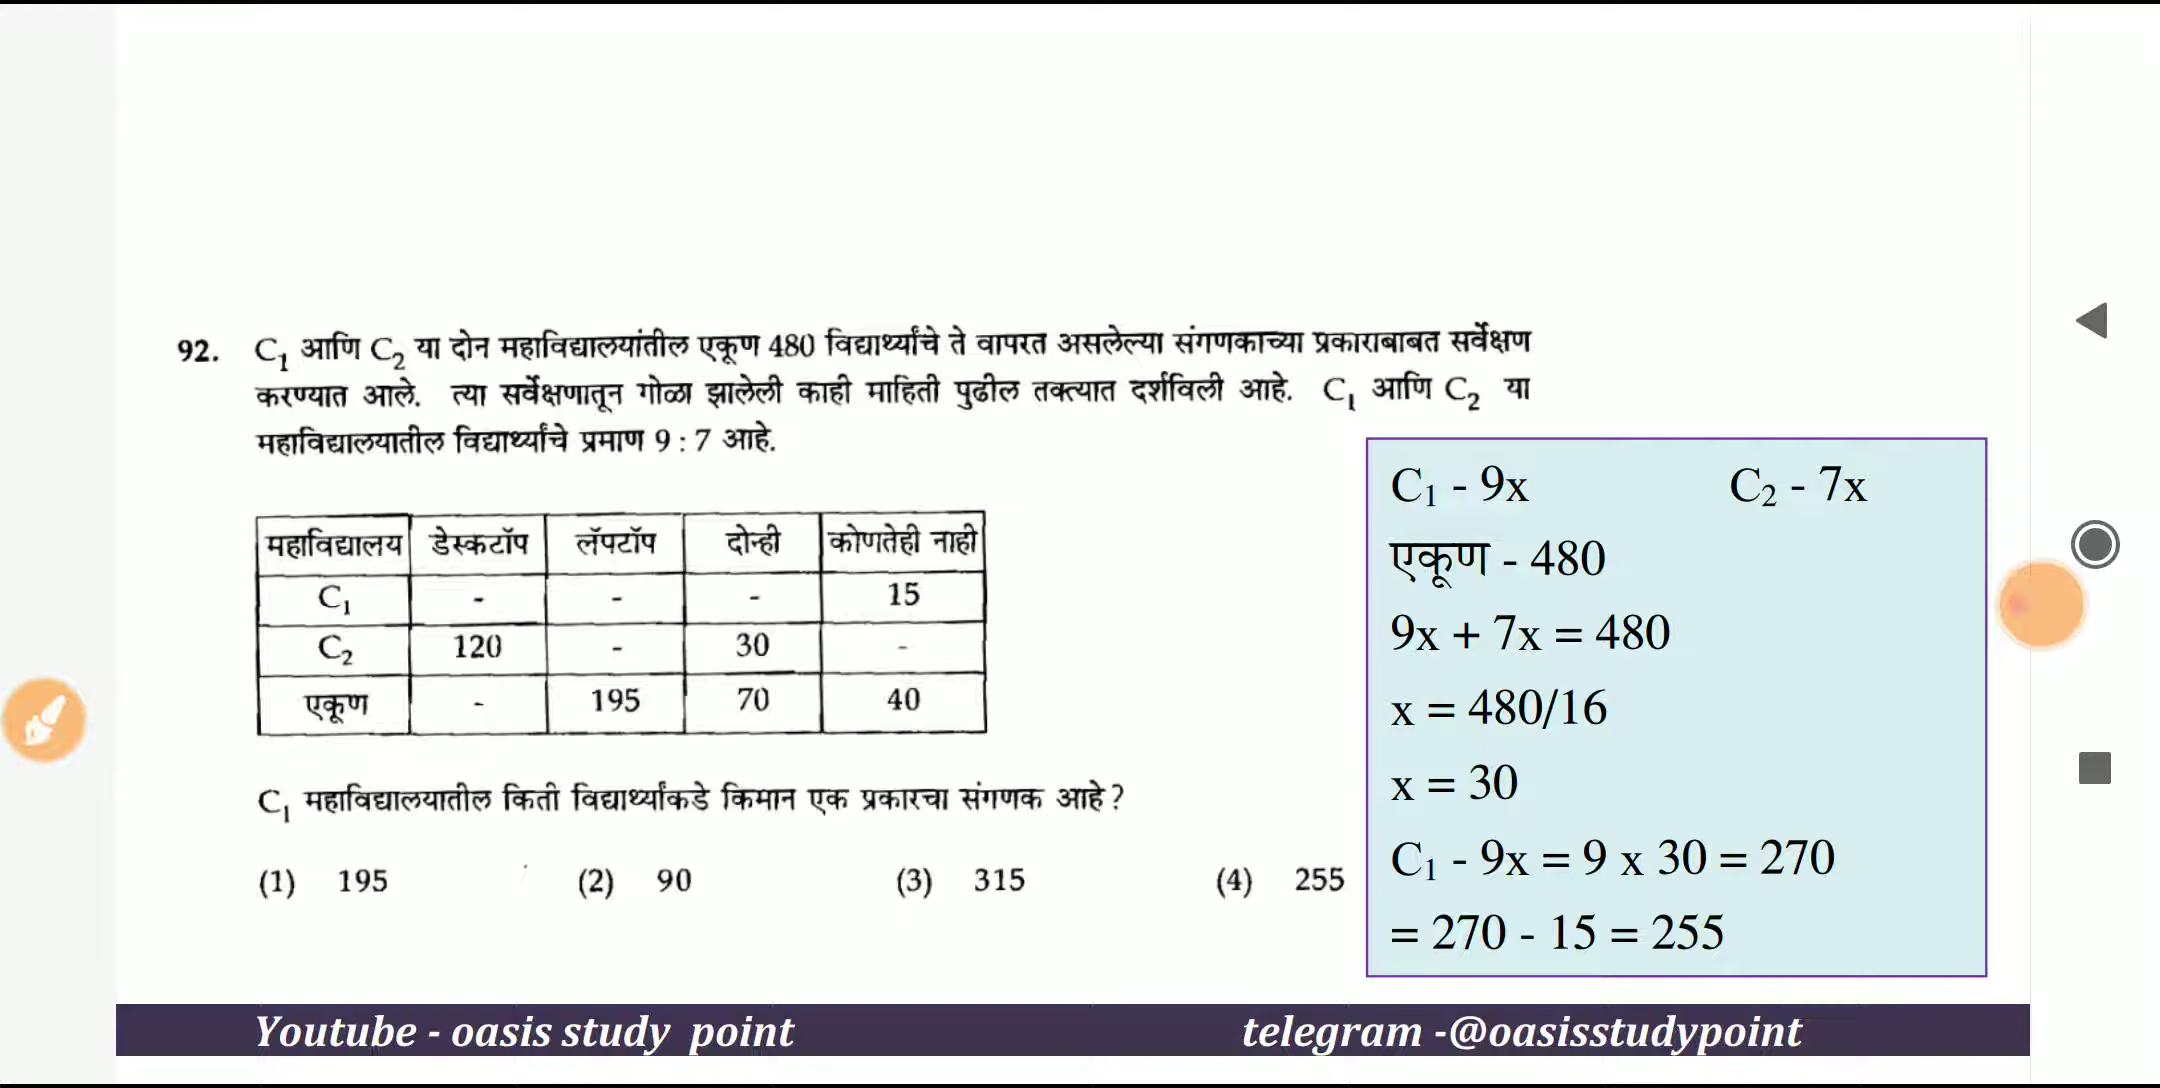 92. C₁ आणि C₂ या दोन महाविद्यालयांतील एकूण 480 विद्यार्थ्यांचे ते वापरत असलेल्या संगणकाच्या प्रकाराबाबत सर्वेक्षण
करण्यात आले. त्या सर्वेक्षणातून गोळा झालेली काही माहिती पुढील तक्त्यात दर्शविली आहे. C₁ आणि C₂ या
महाविद्यालयातील विद्यार्थ्यांचे प्रमाण 9 : 7 आहे.
महाविद्यालय डेस्कटॉप लॅपटॉप दोन्ही कोणतेही नाही
C₁ - - - 15
C₂ 120 - 30 -
एकूण - 195 70 40
C₁ महाविद्यालयातील किती विद्यार्थ्यांकडे किमान एक प्रकारचा संगणक आहे ?
(1) 195 (2) 90 (3) 315 (4) 255
C₁ - 9x C₂ - 7x
एकूण - 480
9x + 7x = 480
x = 480/16
x = 30
C₁ - 9x = 9 x 30 = 270
= 270 - 15 = 255
Youtube - oasis study point telegram -@oasisstudypoint